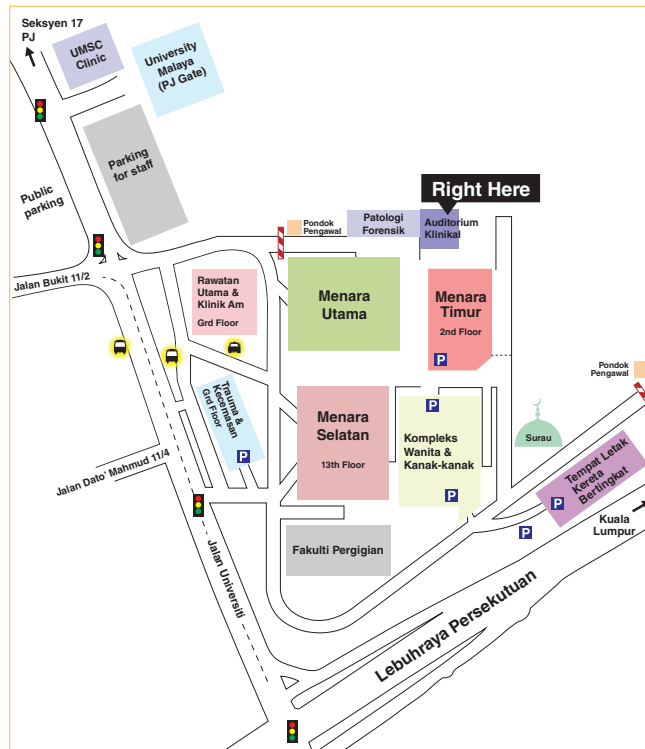 Seksyen 17
PJ
UMSC
Clinic
University
Malaya
(PJ Gate)
Parking
for staff
Public
parking
Right Here
Pondok
Pengawal
Patologi
Forensik
Auditorium
Klinikal
Jalan Bukit 11/2
Rawatan
Utama &
Klinik Am
Grd Floor
Menara
Utama
Menara
Timur
2nd Floor
P
Pondok
Pengawal
Trauma &
Kecemasan
Grd Floor
P
Menara
Selatan
13th Floor
P
Kompleks
Wanita &
Kanak-kanak
P
Surau
Tempat Letak
Kereta
Bertingkat
P
P
Kuala
Lumpur
Jalan Dato' Mahmud 11/4
Jalan Universiti
Fakulti Pergigian
Lebuhraya Persekutuan